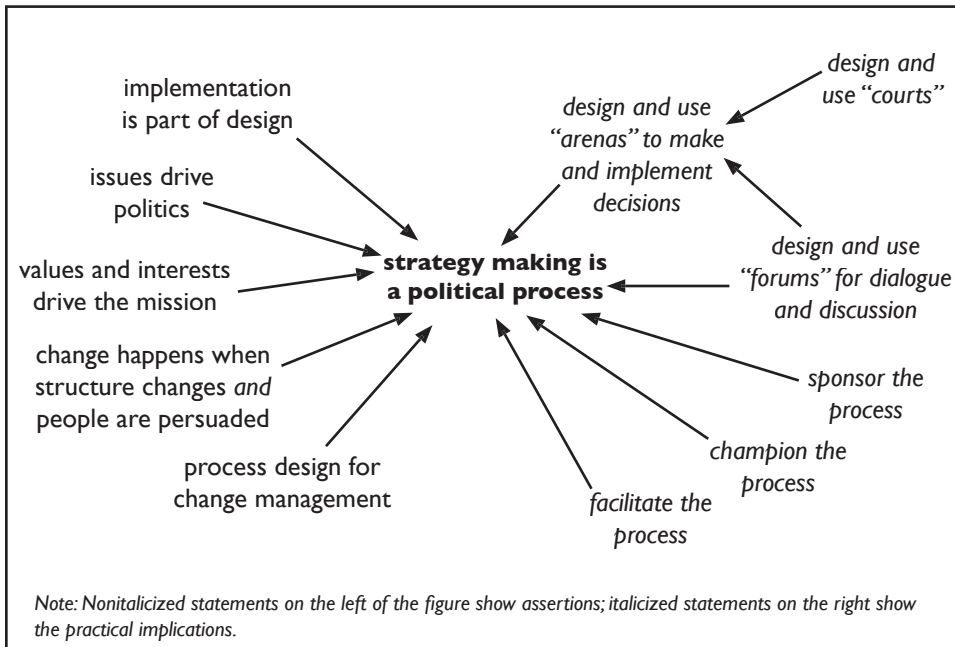 implementation
is part of design
issues drive
politics
values and interests
drive the mission
change happens when
structure changes and
people are persuaded
process design for
change management
strategy making is
a political process
design and use
“arenas” to make
and implement
decisions
design and
use “courts”
design and use
“forums” for dialogue
and discussion
sponsor the
process
champion the
process
facilitate the
process
Note: Nonitalicized statements on the left of the figure show assertions; italicized statements on the right show
the practical implications.